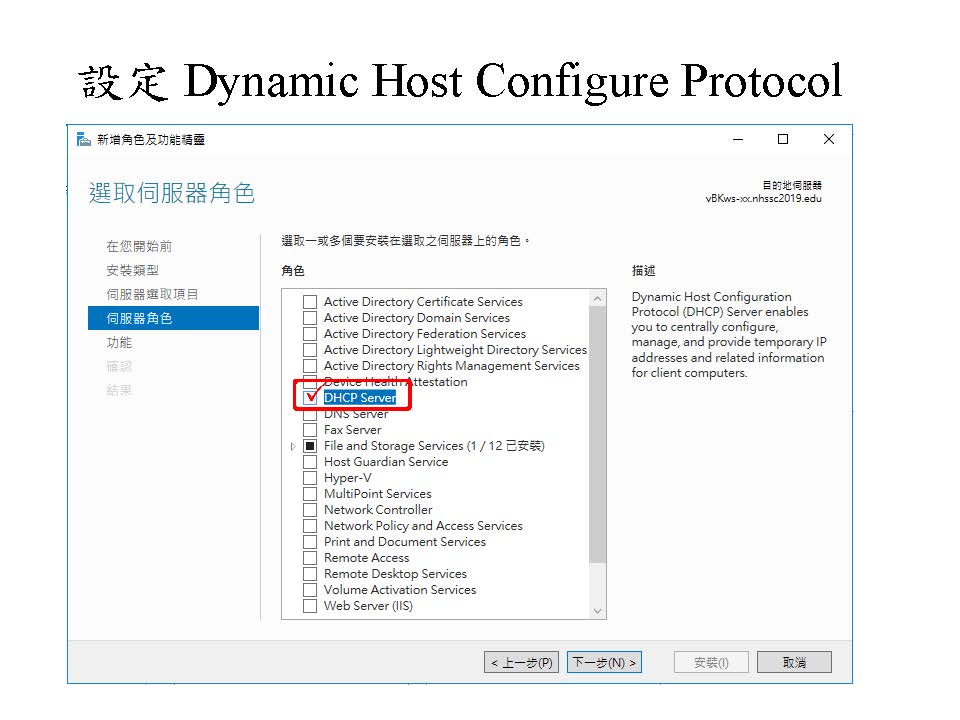 設定 Dynamic Host Configure Protocol
新增角色及功能精靈
選取伺服器角色
目的地伺服器
vBKws-xx.nhssc2019.edu
在您開始前
安裝類型
伺服器選取項目
伺服器角色
功能
確認
結果
選取一或多個要安裝在選取之伺服器上的角色。
角色
Active Directory Certificate Services
Active Directory Domain Services
Active Directory Federation Services
Active Directory Lightweight Directory Services
Active Directory Rights Management Services
Device Health Attestation
DHCP Server
DNS Server
Fax Server
File and Storage Services (1 / 12 已安裝)
Host Guardian Service
Hyper-V
MultiPoint Services
Network Controller
Network Policy and Access Services
Print and Document Services
Remote Access
Remote Desktop Services
Volume Activation Services
Web Server (IIS)
描述
Dynamic Host Configuration
Protocol (DHCP) Server enables
you to centrally configure,
manage, and provide temporary IP
addresses and related information
for client computers.
< 上一步(P)
下一步(N) >
安裝(I)
取消